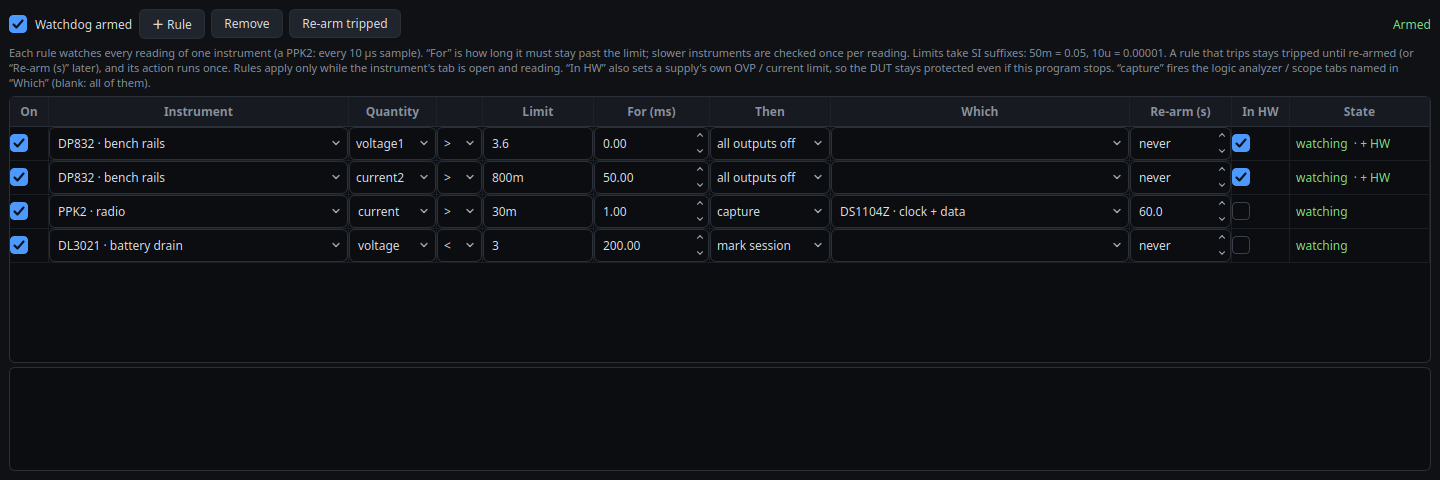 Watchdog armed + Rule Remove Re-arm tripped Armed
Each rule watches every reading of one instrument (a PPK2: every 10 µs sample). “For” is how long it must stay past the limit; slower instruments are checked once per reading. Limits take SI suffixes: 50m = 0.05, 10u = 0.00001. A rule that trips stays tripped until re-armed (or
“Re-arm (s)” later), and its action runs once. Rules apply only while the instrument's tab is open and reading. “In HW” also sets a supply's own OVP / current limit, so the DUT stays protected even if this program stops. “capture” fires the logic analyzer / scope tabs named in
“Which” (blank: all of them).
On Instrument Quantity Limit For (ms) Then Which Re-arm (s) In HW State
DP832 · bench rails voltage1 > 3.6 0.00 all outputs off never watching · + HW
DP832 · bench rails current2 > 800m 50.00 all outputs off never watching · + HW
PPK2 · radio current > 30m 1.00 capture DS1104Z · clock + data 60.0 watching
DL3021 · battery drain voltage < 3 200.00 mark session never watching